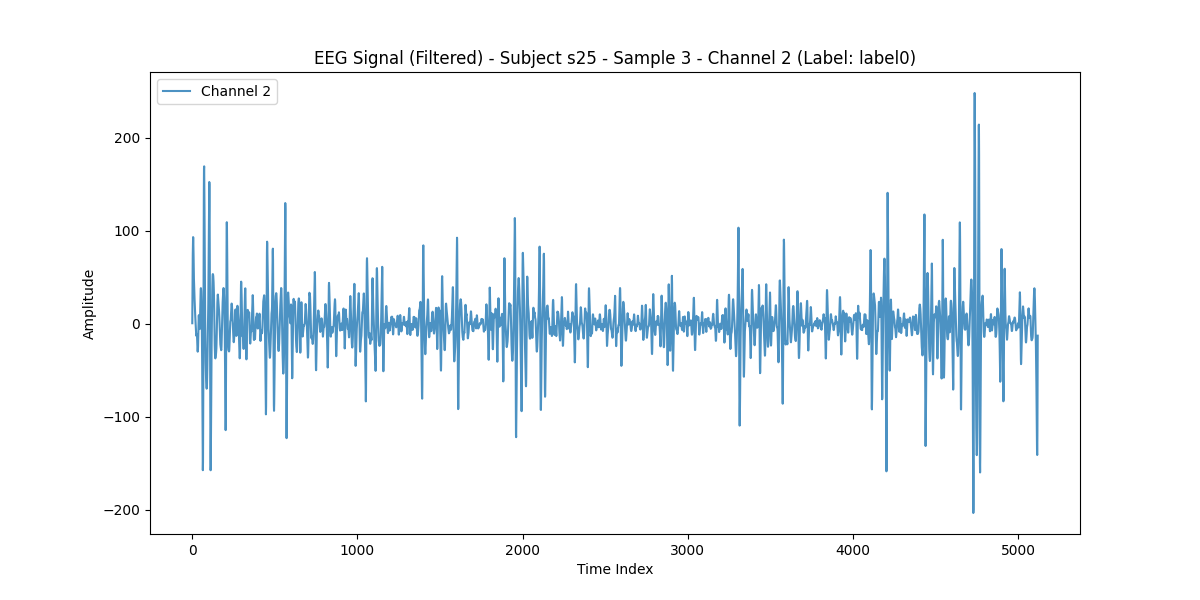 EEG Signal (Filtered) - Subject s25 - Sample 3 - Channel 2 (Label: label0)
Channel 2
Amplitude
200
100
0
−100
−200
0 1000 2000 3000 4000 5000
Time Index